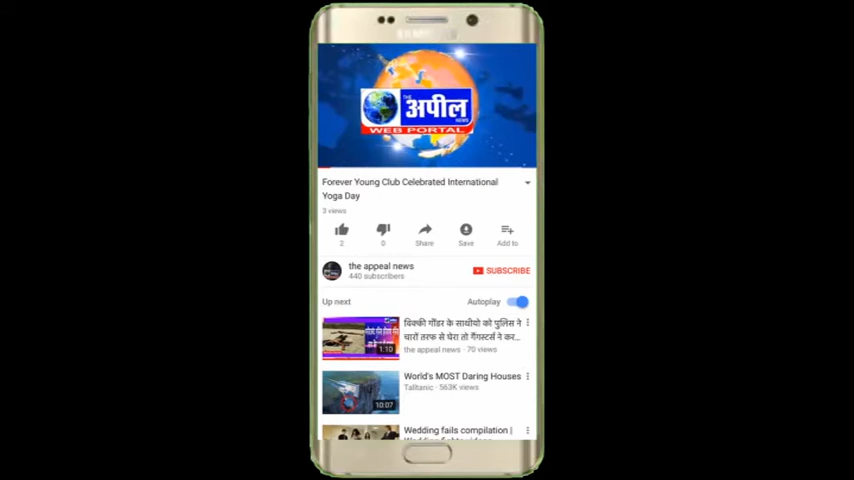 SAMSUNG
THE
अपील
NEWS
WEB PORTAL
Forever Young Club Celebrated International
Yoga Day
3 views
2
0
Share
Save
Add to
the appeal news
440 subscribers
SUBSCRIBE
Up next
Autoplay
विक्की गौंडर के साथीयो को पुलिस ने
चारों तरफ से घेरा तो गैंगस्टर्स ने कर...
the appeal news · 70 views
1:10
World's MOST Daring Houses
Talltanic · 563K views
10:07
Wedding fails compilation |